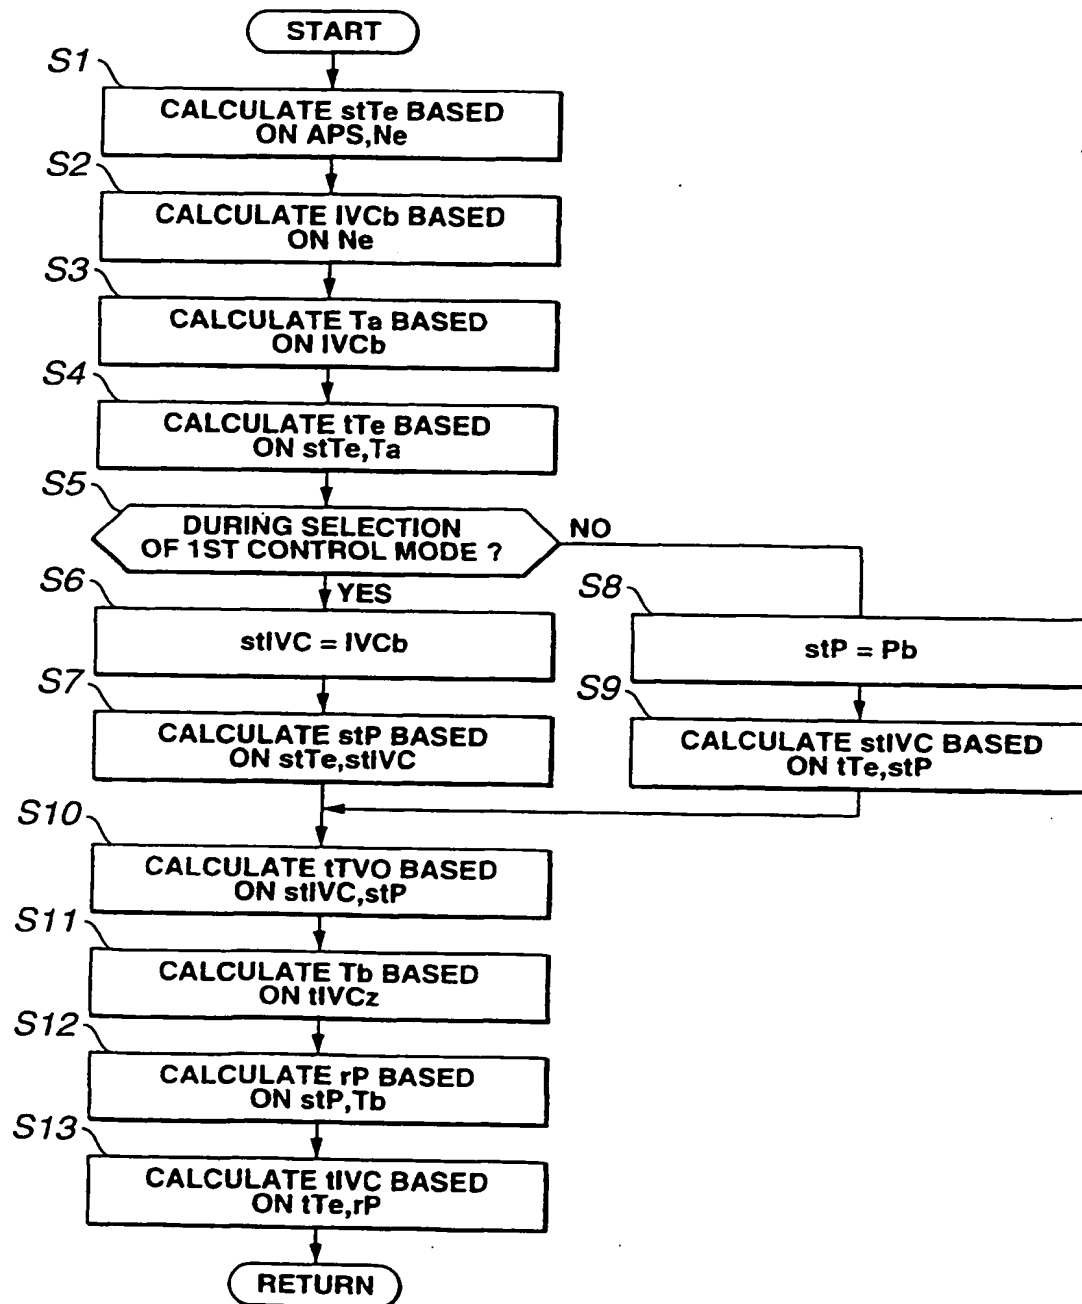 START
S1
CALCULATE stTe BASED
ON APS,Ne
S2
CALCULATE IVCb BASED
ON Ne
S3
CALCULATE Ta BASED
ON IVCb
S4
CALCULATE tTe BASED
ON stTe,Ta
S5
DURING SELECTION
OF 1ST CONTROL MODE ?
NO
YES
S6
stIVC = IVCb
S7
CALCULATE stP BASED
ON stTe,stIVC
S8
stP = Pb
S9
CALCULATE stIVC BASED
ON tTe,stP
S10
CALCULATE tTVO BASED
ON stIVC,stP
S11
CALCULATE Tb BASED
ON tIVCz
S12
CALCULATE rP BASED
ON stP,Tb
S13
CALCULATE tIVC BASED
ON tTe,rP
RETURN